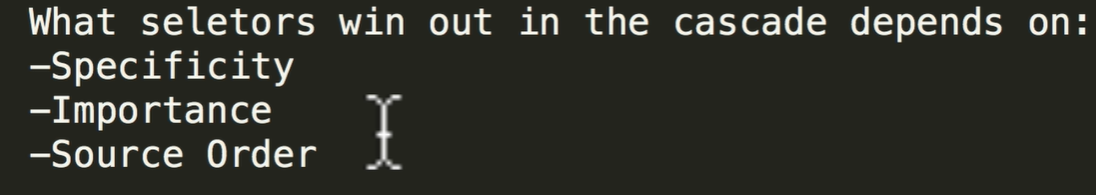 What seletors win out in the cascade depends on:
-Specificity
-Importance
-Source Order